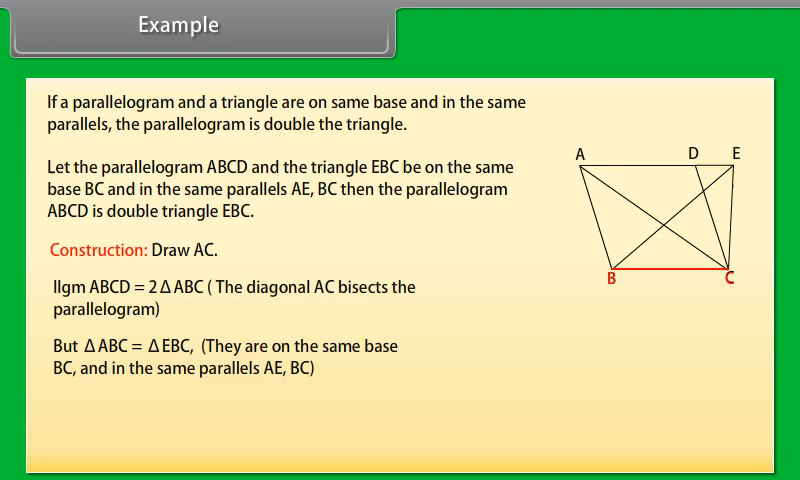 Example
If a parallelogram and a triangle are on same base and in the same
parallels, the parallelogram is double the triangle.
Let the parallelogram ABCD and the triangle EBC be on the same
base BC and in the same parallels AE, BC then the parallelogram
ABCD is double triangle EBC.
Construction: Draw AC.
IIgm ABCD = 2 Δ ABC ( The diagonal AC bisects the
parallelogram)
But Δ ABC = Δ EBC, (They are on the same base
BC, and in the same parallels AE, BC)
A D E
B C